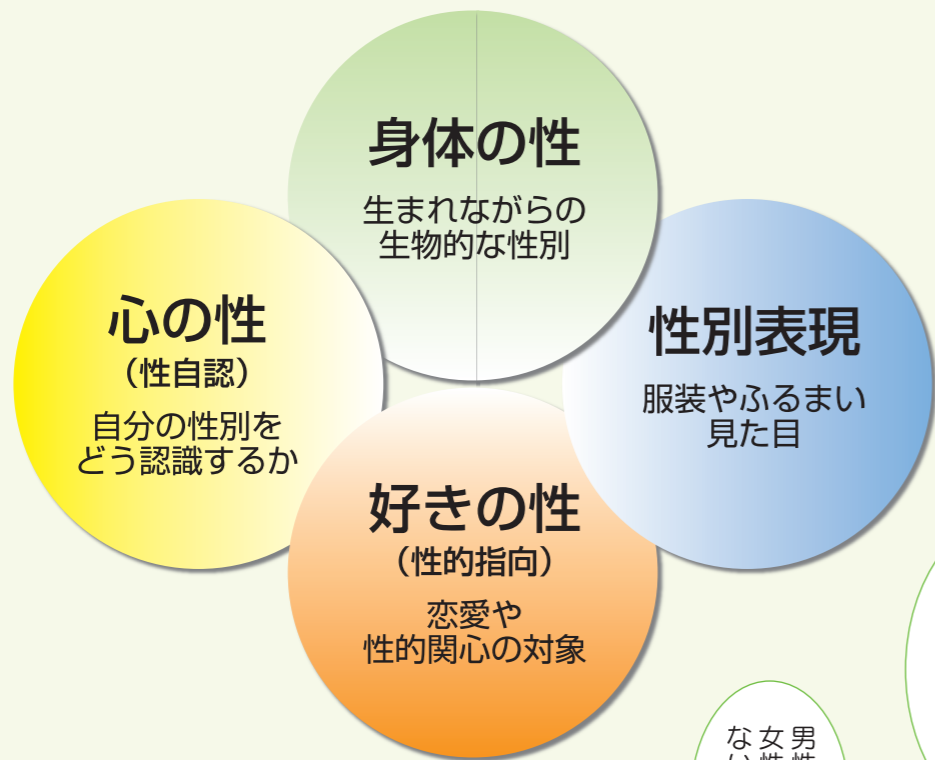 身体の性
生まれながらの
生物的な性別
心の性
（性自認）
自分の性別を
どう認識するか
性別表現
服装やふるまい
見た目
好きの性
（性的指向）
恋愛や
性的関心の対象
男性
女性
な